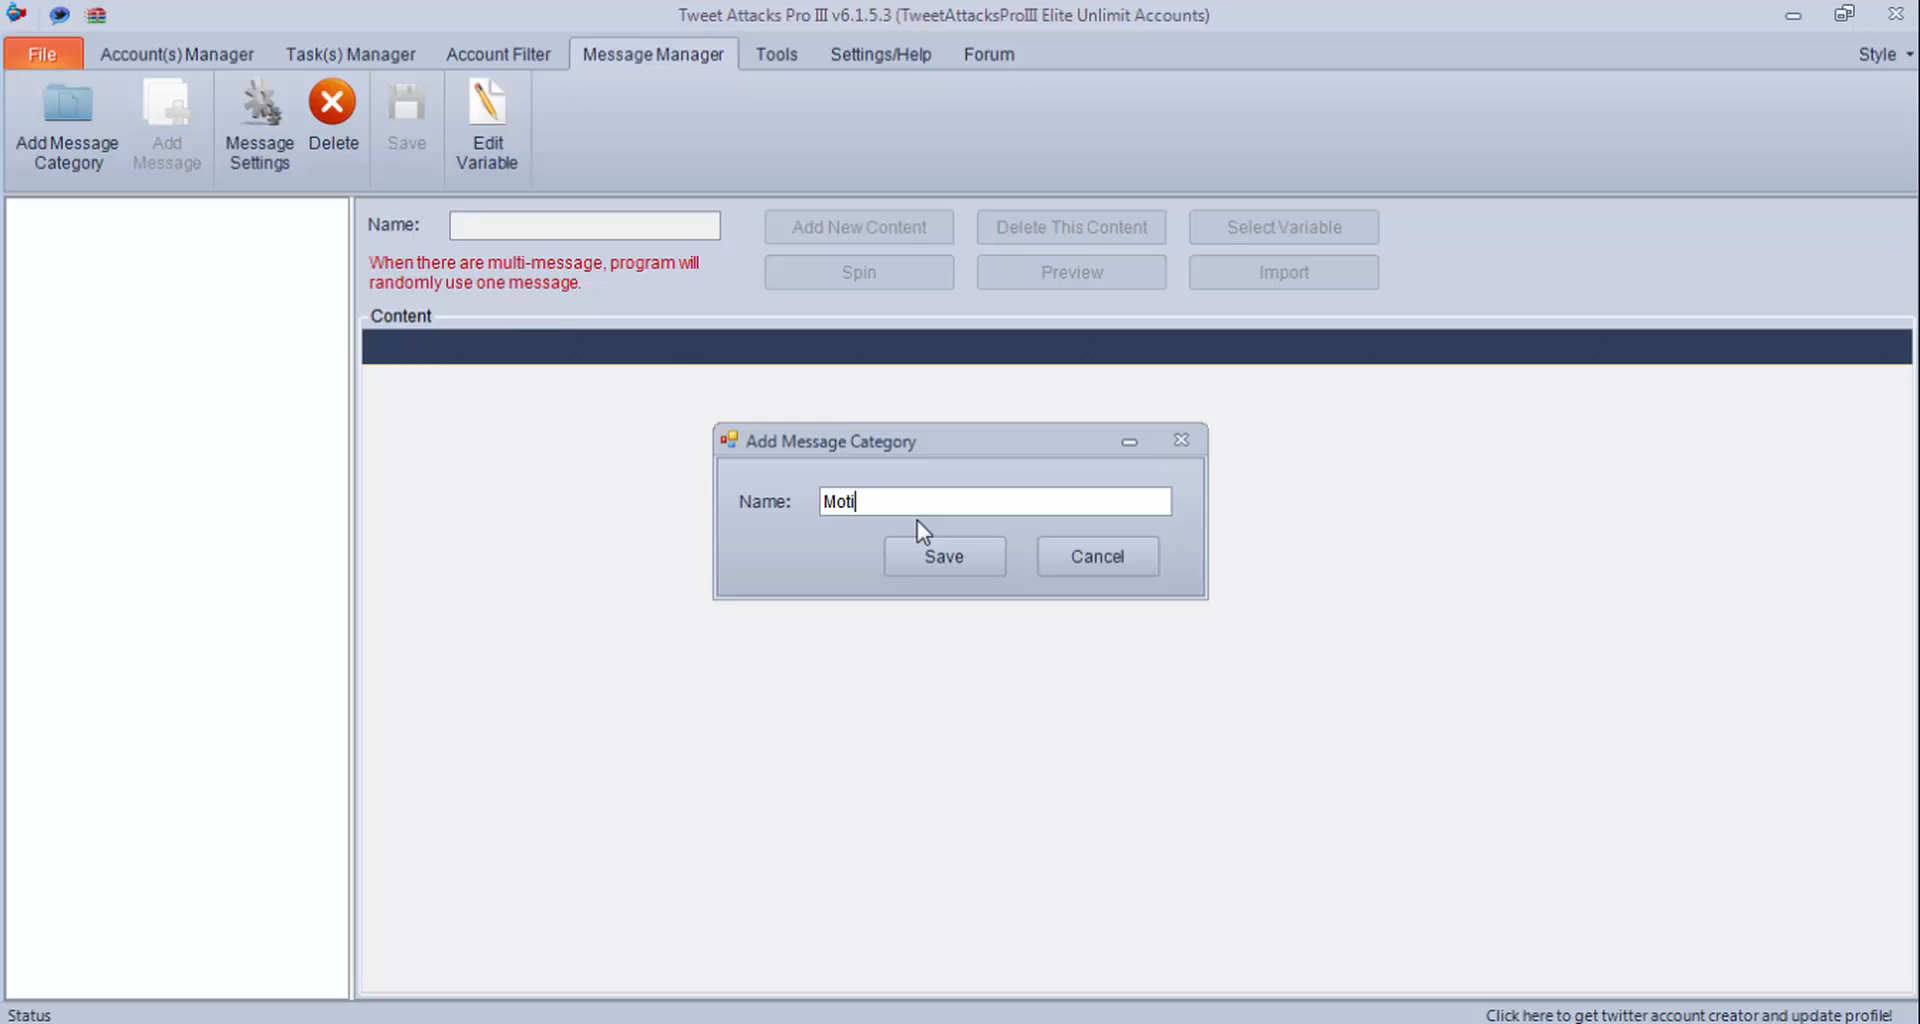 Tweet Attacks Pro III v6.1.5.3 (TweetAttacksProIII Elite Unlimit Accounts)
File Account(s) Manager Task(s) Manager Account Filter Message Manager Tools Settings/Help Forum Style
Add Message Category
Add Message
Message Settings
Delete
Save
Edit Variable
Name:
Add New Content Delete This Content Select Variable
When there are multi-message, program will
randomly use one message.
Spin Preview Import
Content
Add Message Category
Name: Moti
Save Cancel
Status Click here to get twitter account creator and update profile!